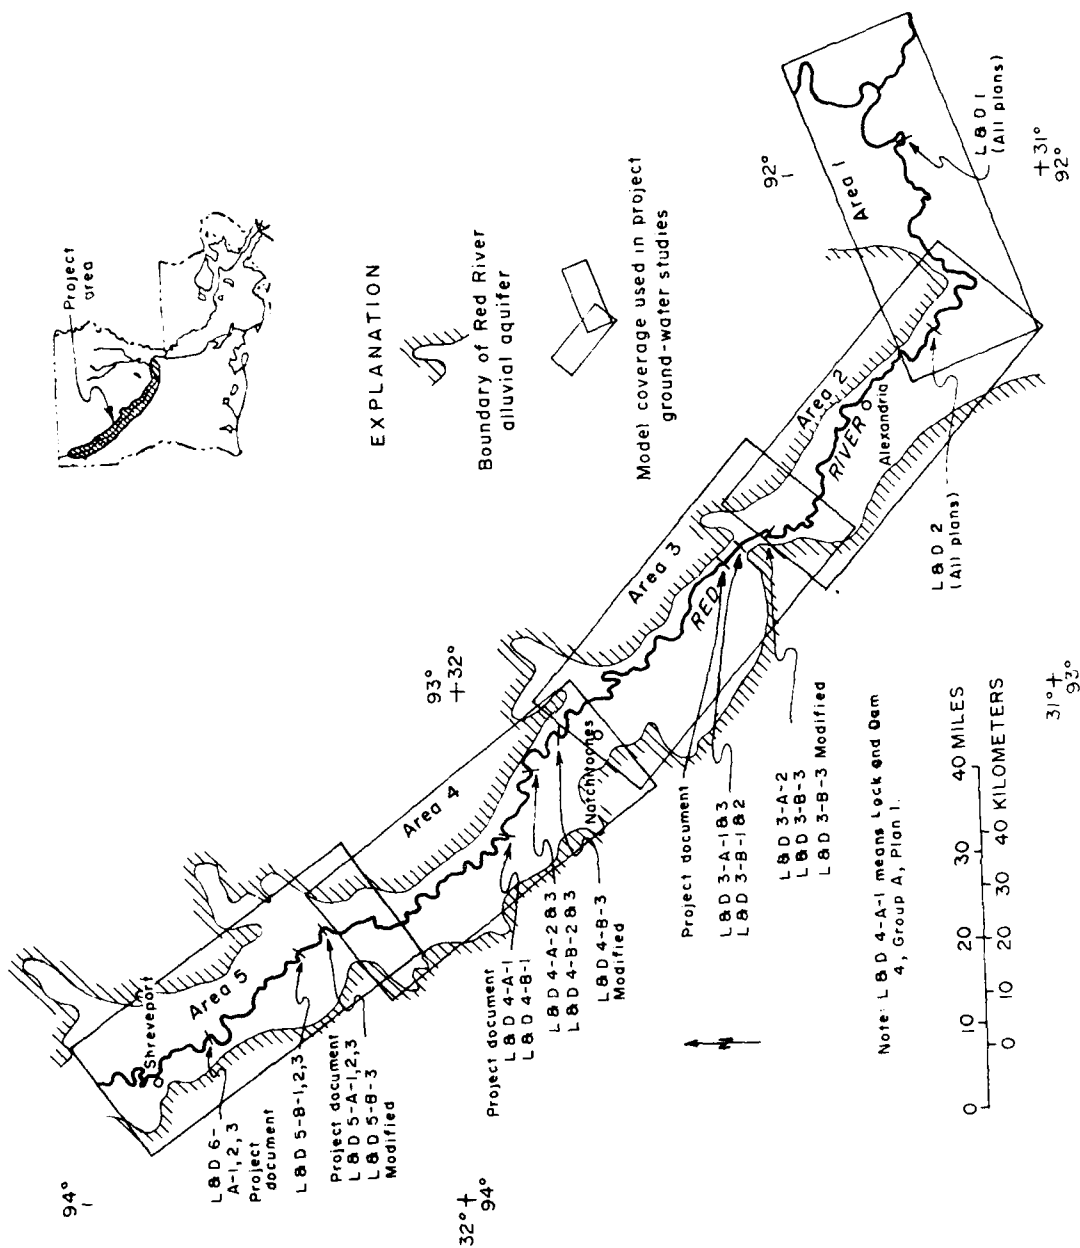 Project
area
EXPLANATION
Boundary of Red River
alluvial aquifer
Model coverage used in project
ground-water studies
94°
32° +
94°
93°
+32°
92°
+31°
92°
31° +
93°
Area 5
Shreveport
Area 4
Natchitoches
Area 3
RED
RIVER
Area 2
Alexandria
Area 1
L&D 6-
A-1,2,3
Project
document
L&D 5-B-1,2,3
Project document
L&D 5-A-1,2,3
L&D 5-B-3
Modified
Project document
L&D 4-A-1
L&D 4-B-1
L&D 4-A-2&3
L&D 4-B-2&3
L&D 4-B-3
Modified
Project document
L&D 3-A-1&3
L&D 3-B-1&2
L&D 3-A-2
L&D 3-B-3
L&D 3-B-3 Modified
L&D 2
(All plans)
L&D 1
(All plans)
N
Note: L&D 4-A-1 means Lock and Dam
4, Group A, Plan 1.
0 10 20 30 40 MILES
0 10 20 30 40 KILOMETERS